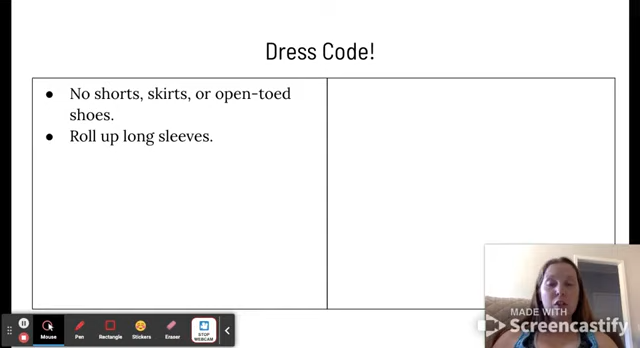 Dress Code!
● No shorts, skirts, or open-toed
shoes.
● Roll up long sleeves.
Mouse
Pen
Rectangle
Stickers
Eraser
STOP
WEBCAM
MADE WITH
Screencastify